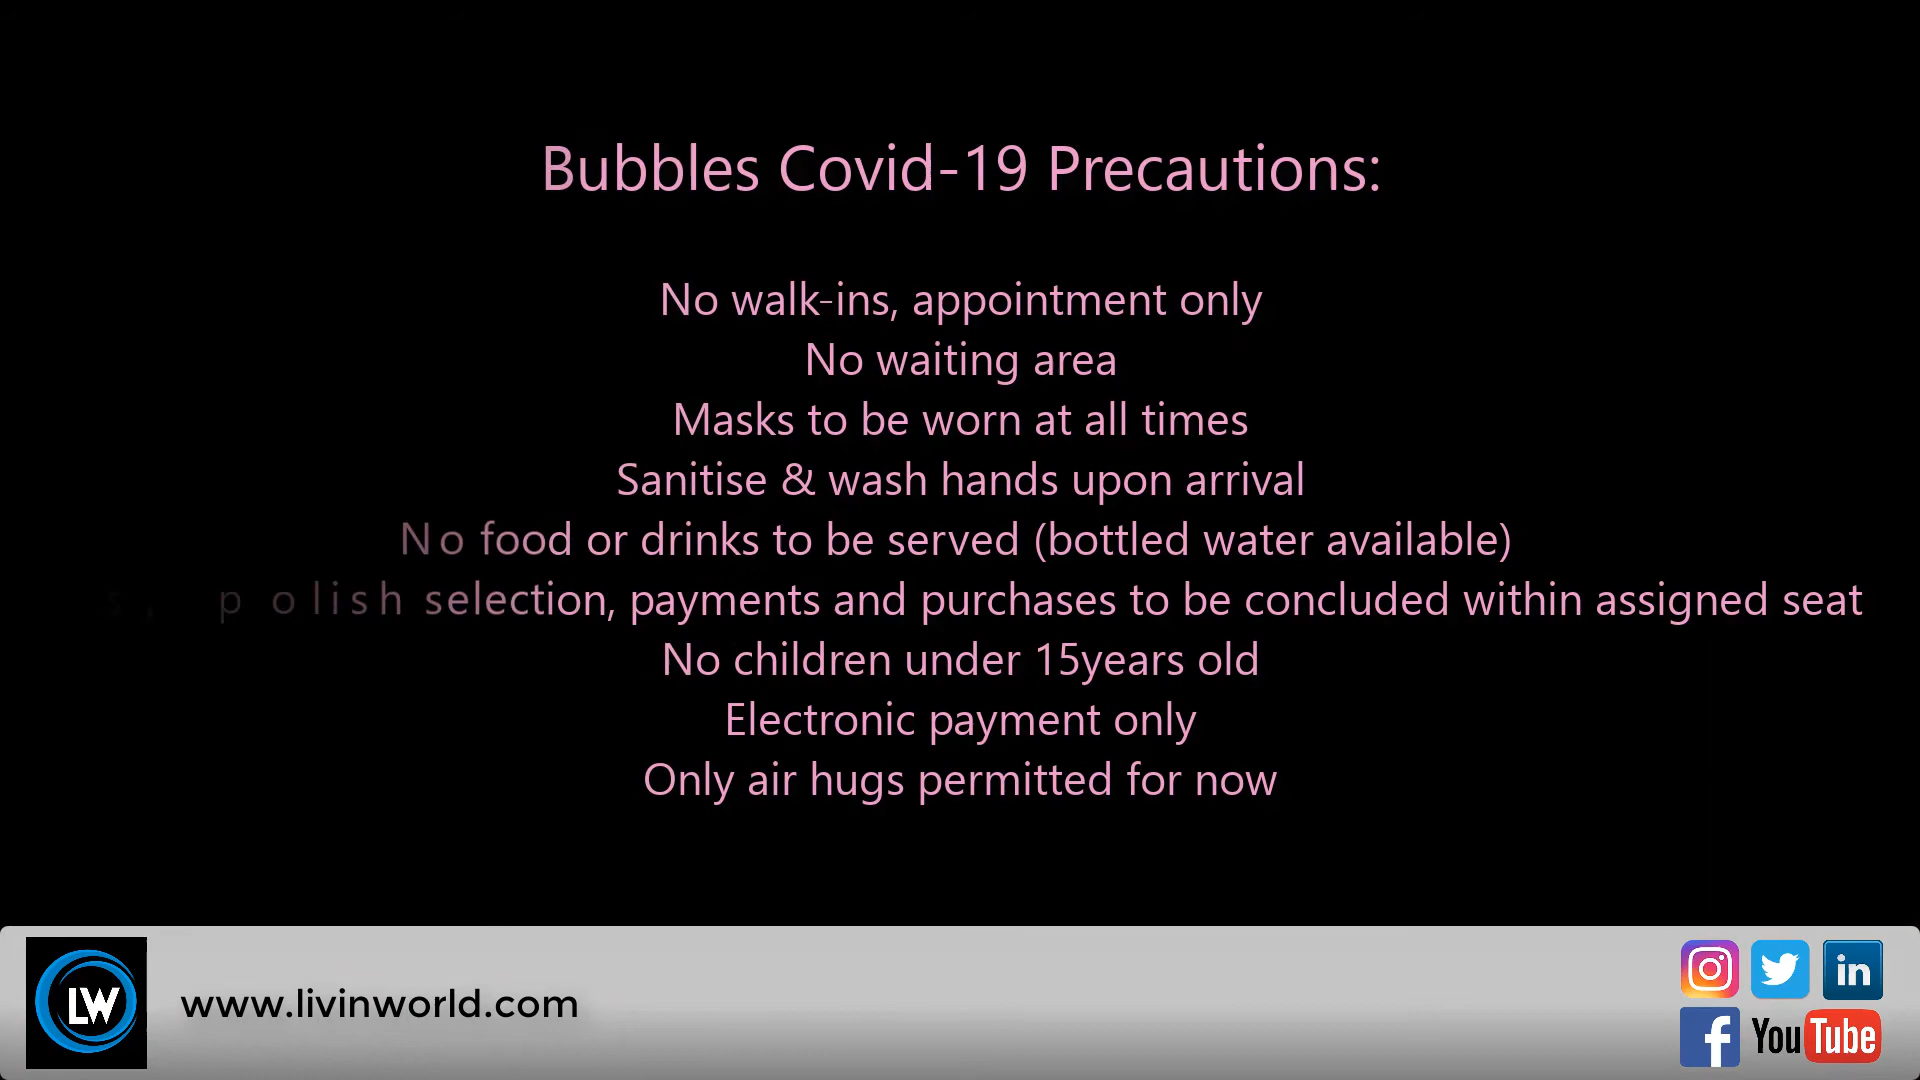 Bubbles Covid-19 Precautions:
No walk-ins, appointment only
No waiting area
Masks to be worn at all times
Sanitise & wash hands upon arrival
No food or drinks to be served (bottled water available)
polish selection, payments and purchases to be concluded within assigned seat
No children under 15years old
Electronic payment only
Only air hugs permitted for now
LW
www.livinworld.com
in
f
YouTube